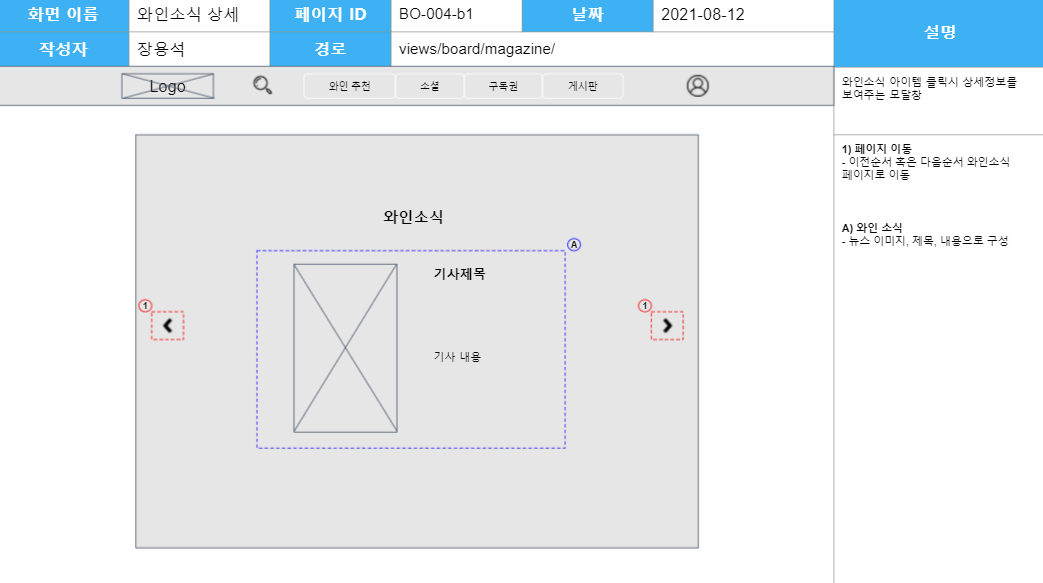 화면 이름 와인소식 상세 페이지 ID BO-004-b1 날짜 2021-08-12 설명
작성자 장용석 경로 views/board/magazine/
Logo 와인 추천 소셜 구독권 게시판
와인소식 아이템 클릭시 상세정보를
보여주는 모달창
1) 페이지 이동
- 이전순서 혹은 다음순서 와인소식
페이지로 이동
A) 와인 소식
- 뉴스 이미지, 제목, 내용으로 구성
와인소식
A
기사제목
1
1
기사 내용